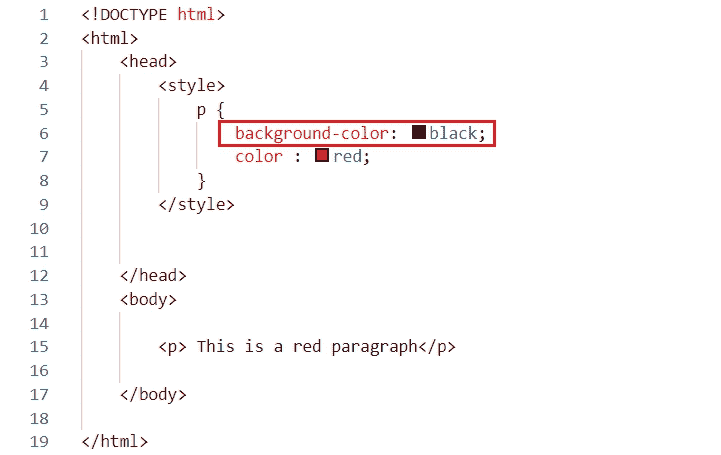 1 <!DOCTYPE html>
2 <html>
3 <head>
4 <style>
5 p {
6 background-color: black;
7 color : red;
8 }
9 </style>
10
11
12 </head>
13 <body>
14
15 <p> This is a red paragraph</p>
16
17 </body>
18
19 </html>